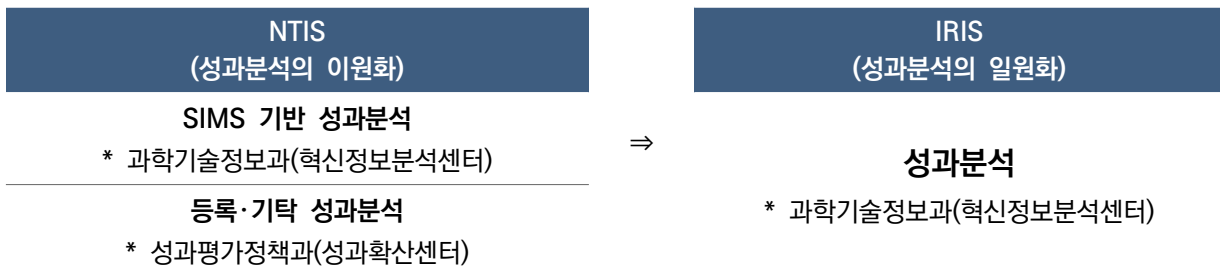 NTIS
(성과분석의 이원화)
SIMS 기반 성과분석
* 과학기술정보과(혁신정보분석센터)
등록·기탁 성과분석
* 성과평가정책과(성과확산센터)
⇒
IRIS
(성과분석의 일원화)
성과분석
* 과학기술정보과(혁신정보분석센터)